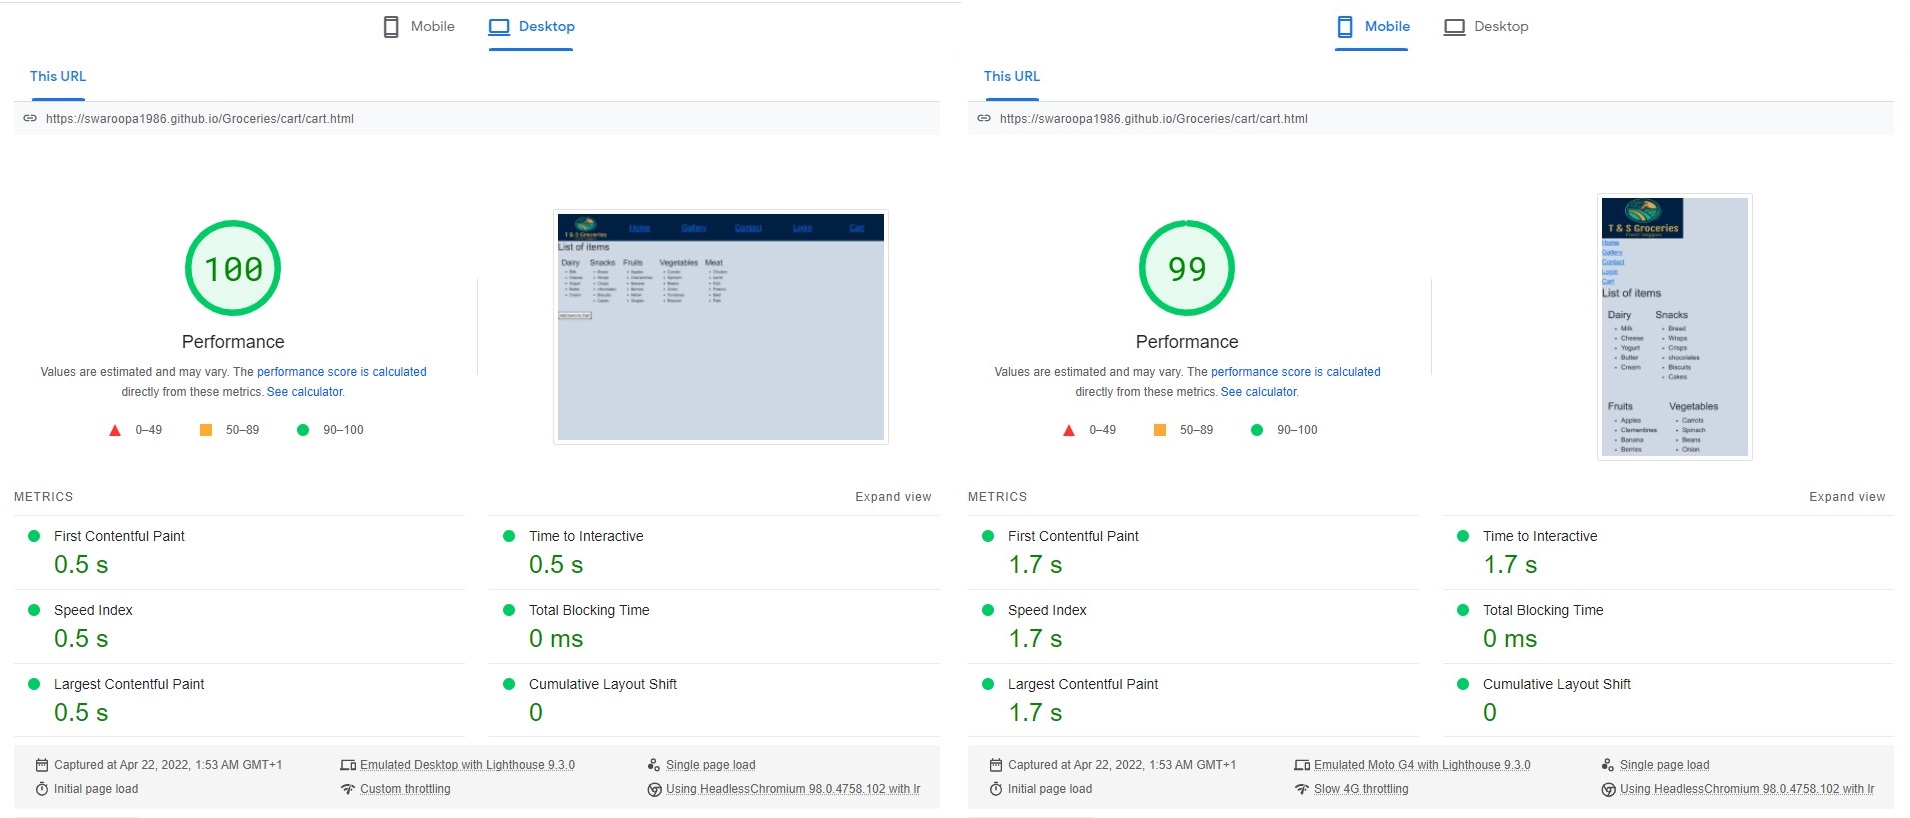 Mobile
Desktop
This URL
https://swaroopa1986.github.io/Groceries/cart/cart.html
100
Performance
Values are estimated and may vary. The performance score is calculated
directly from these metrics. See calculator.
0–49
50–89
90–100
T & S Groceries
Home
Gallery
Contact
Login
Cart
List of items
Dairy
Snacks
Fruits
Vegetables
Meat
METRICS
Expand view
First Contentful Paint
0.5 s
Time to Interactive
0.5 s
Speed Index
0.5 s
Total Blocking Time
0 ms
Largest Contentful Paint
0.5 s
Cumulative Layout Shift
0
Captured at Apr 22, 2022, 1:53 AM GMT+1
Emulated Desktop with Lighthouse 9.3.0
Single page load
Initial page load
Custom throttling
Using HeadlessChromium 98.0.4758.102 with lr
Mobile
Desktop
This URL
https://swaroopa1986.github.io/Groceries/cart/cart.html
99
Performance
Values are estimated and may vary. The performance score is calculated
directly from these metrics. See calculator.
0–49
50–89
90–100
T & S Groceries
Fresh Veggies
Home
Gallery
Contact
Login
Cart
List of items
Dairy
Milk
Cheese
Yogurt
Butter
Cream
Snacks
Bread
Wraps
Crisps
chocolates
Biscuits
Cakes
Fruits
Apples
Clementines
Banana
Berries
Vegetables
Carrots
Spinach
Beans
Onion
METRICS
Expand view
First Contentful Paint
1.7 s
Time to Interactive
1.7 s
Speed Index
1.7 s
Total Blocking Time
0 ms
Largest Contentful Paint
1.7 s
Cumulative Layout Shift
0
Captured at Apr 22, 2022, 1:53 AM GMT+1
Emulated Moto G4 with Lighthouse 9.3.0
Single page load
Initial page load
Slow 4G throttling
Using HeadlessChromium 98.0.4758.102 with lr